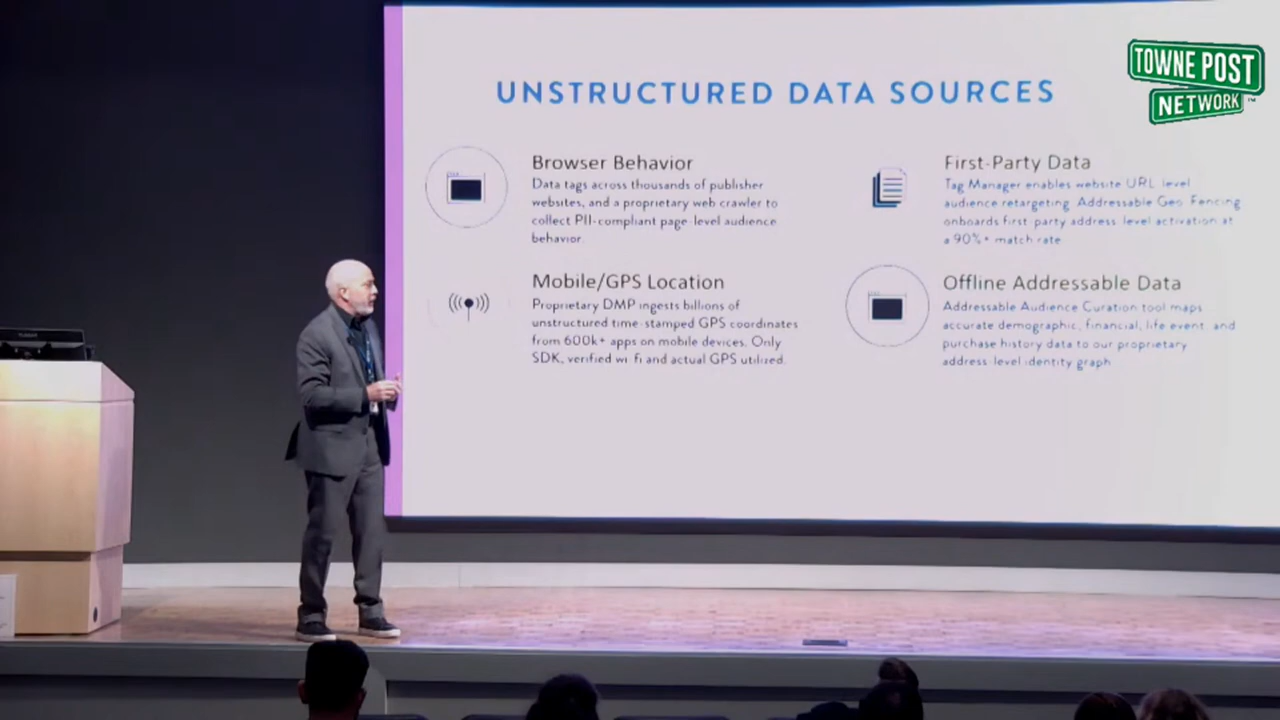 TOWNE POST
NETWORK™
UNSTRUCTURED DATA SOURCES
Browser Behavior
Data tags across thousands of publisher
websites, and a proprietary web crawler to
collect PII-compliant page-level audience
behavior.
Mobile/GPS Location
Proprietary DMP ingests billions of
unstructured time-stamped GPS coordinates
from 600k+ apps on mobile devices. Only
SDK, verified wi-fi and actual GPS utilized.
First-Party Data
Tag Manager enables website URL-level
audience retargeting. Addressable Geo-Fencing
onboards first-party address-level activation at
a 90%+ match rate
Offline Addressable Data
Addressable Audience Curation tool maps
accurate demographic, financial, life event, and
purchase history data to our proprietary
address-level identity graph